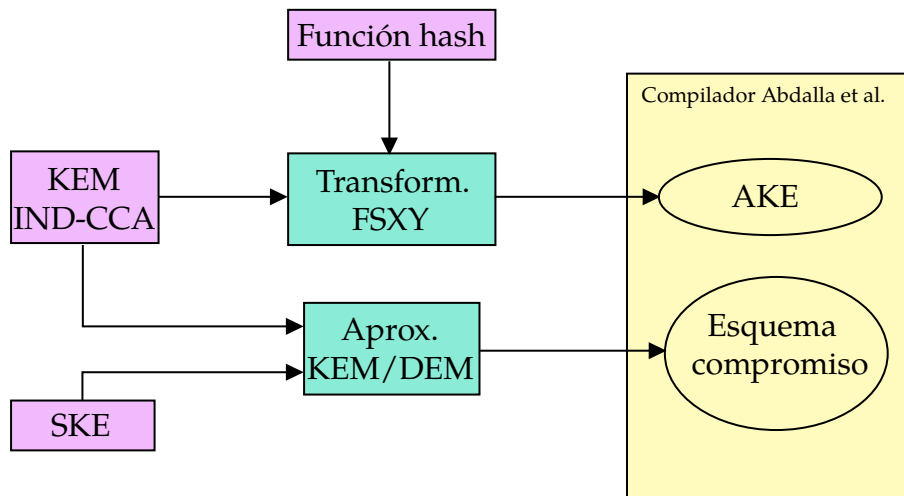 Función hash
Compilador Abdalla et al.
KEM
IND-CCA
Transform.
FSXY
AKE
Aprox.
KEM/DEM
Esquema
compromiso
SKE